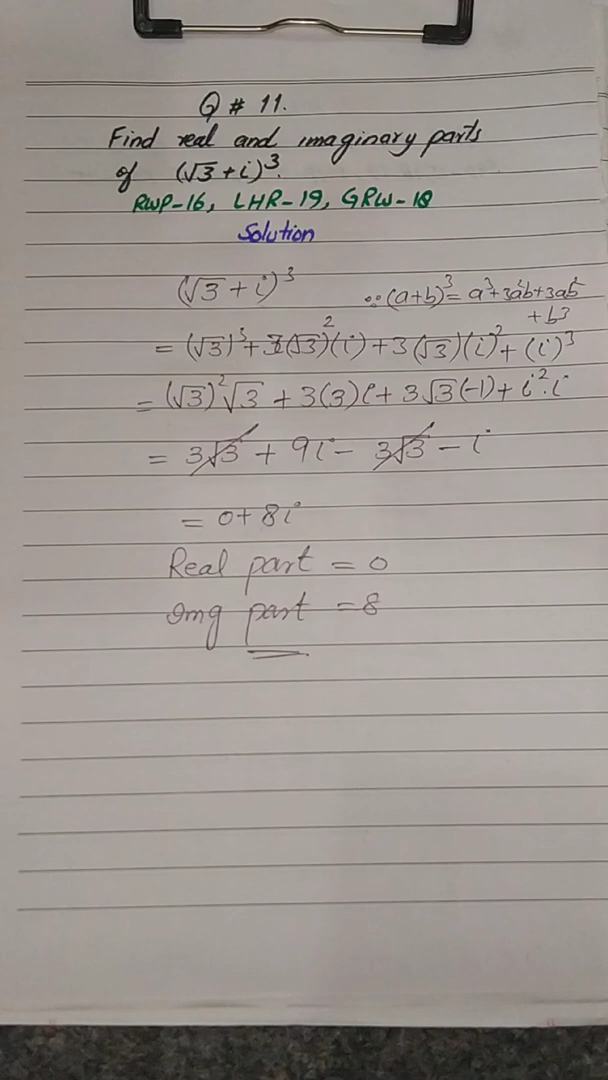 Q # 11.
Find real and imaginary parts
of (√3 + i)³.
RWP-16, LHR-19, GRW-18
Solution
(√3 + i)³ ∵ (a+b)³ = a³+3a²b+3ab²
+ b³
= (√3)³ + 3(√3)²(i) + 3(√3)(i)² + (i)³
= (√3)²√3 + 3(3)i + 3√3(-1) + i².i
= 3√3 + 9i - 3√3 - i
= 0 + 8i
Real part = 0
Img part = 8